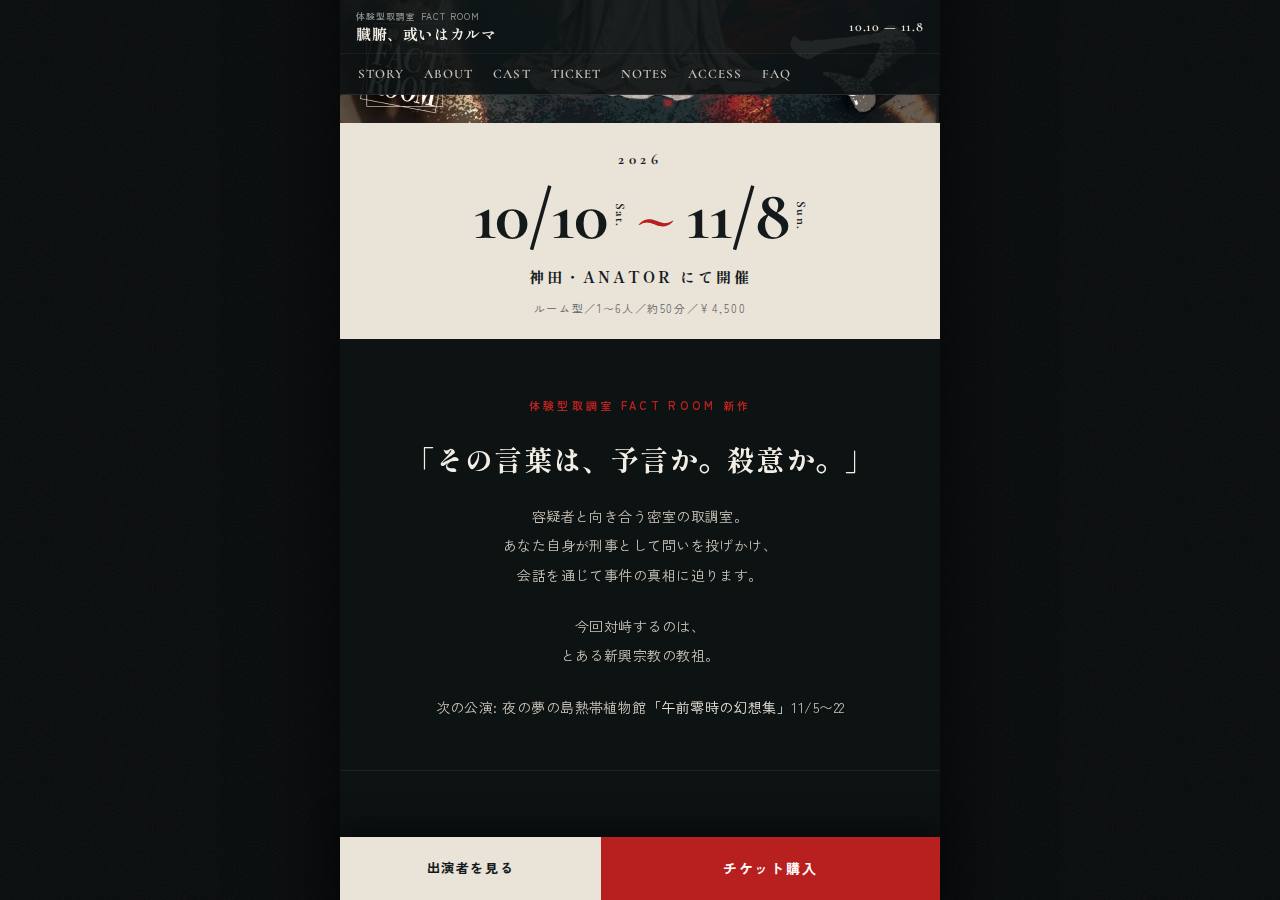 体験型取調室 FACT ROOM
臓腑、或いはカルマ
10.10 — 11.8
STORY ABOUT CAST TICKET NOTES ACCESS FAQ
FACT
ROOM
2026
10/10 Sat. 〜 11/8 Sun.
神田・ANATOR にて開催
ルーム型／1〜6人／約50分／¥4,500
体験型取調室 FACT ROOM 新作
「その言葉は、予言か。殺意か。」
容疑者と向き合う密室の取調室。
あなた自身が刑事として問いを投げかけ、
会話を通じて事件の真相に迫ります。
今回対峙するのは、
とある新興宗教の教祖。
次の公演: 夜の夢の島熱帯植物館「午前零時の幻想集」11/5〜22
出演者を見る
チケット購入